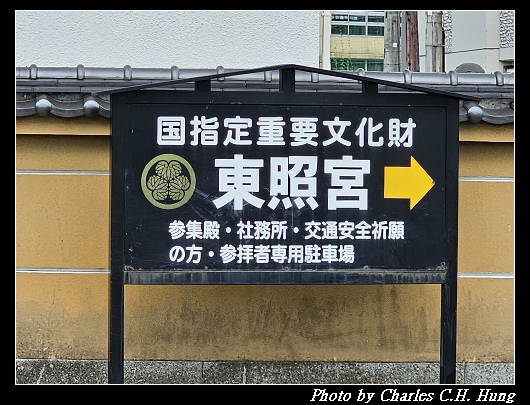 国指定重要文化財
東照宮
参集殿・社務所・交通安全祈願
の方・参拝者専用駐車場
Photo by Charles C.H. Hung